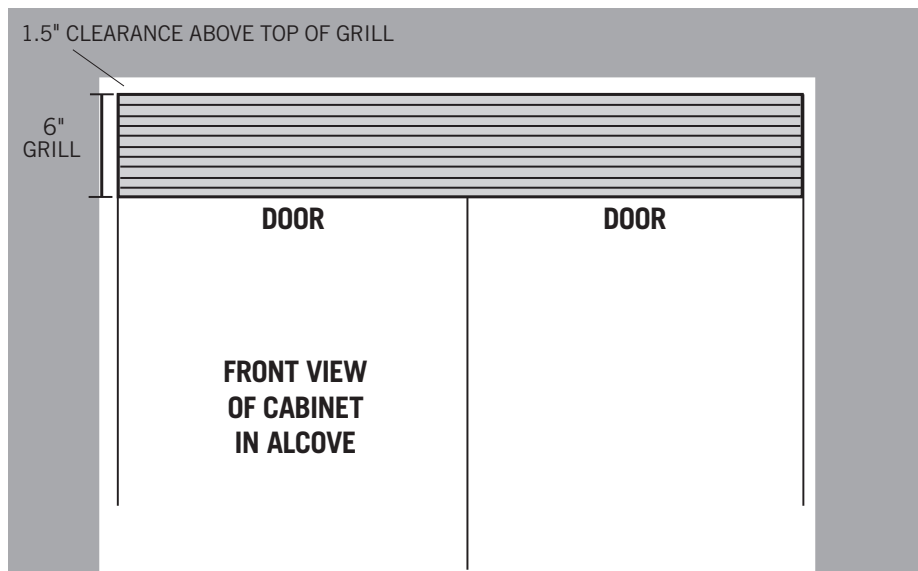 1.5" CLEARANCE ABOVE TOP OF GRILL
6"
GRILL
DOOR
DOOR
FRONT VIEW
OF CABINET
IN ALCOVE